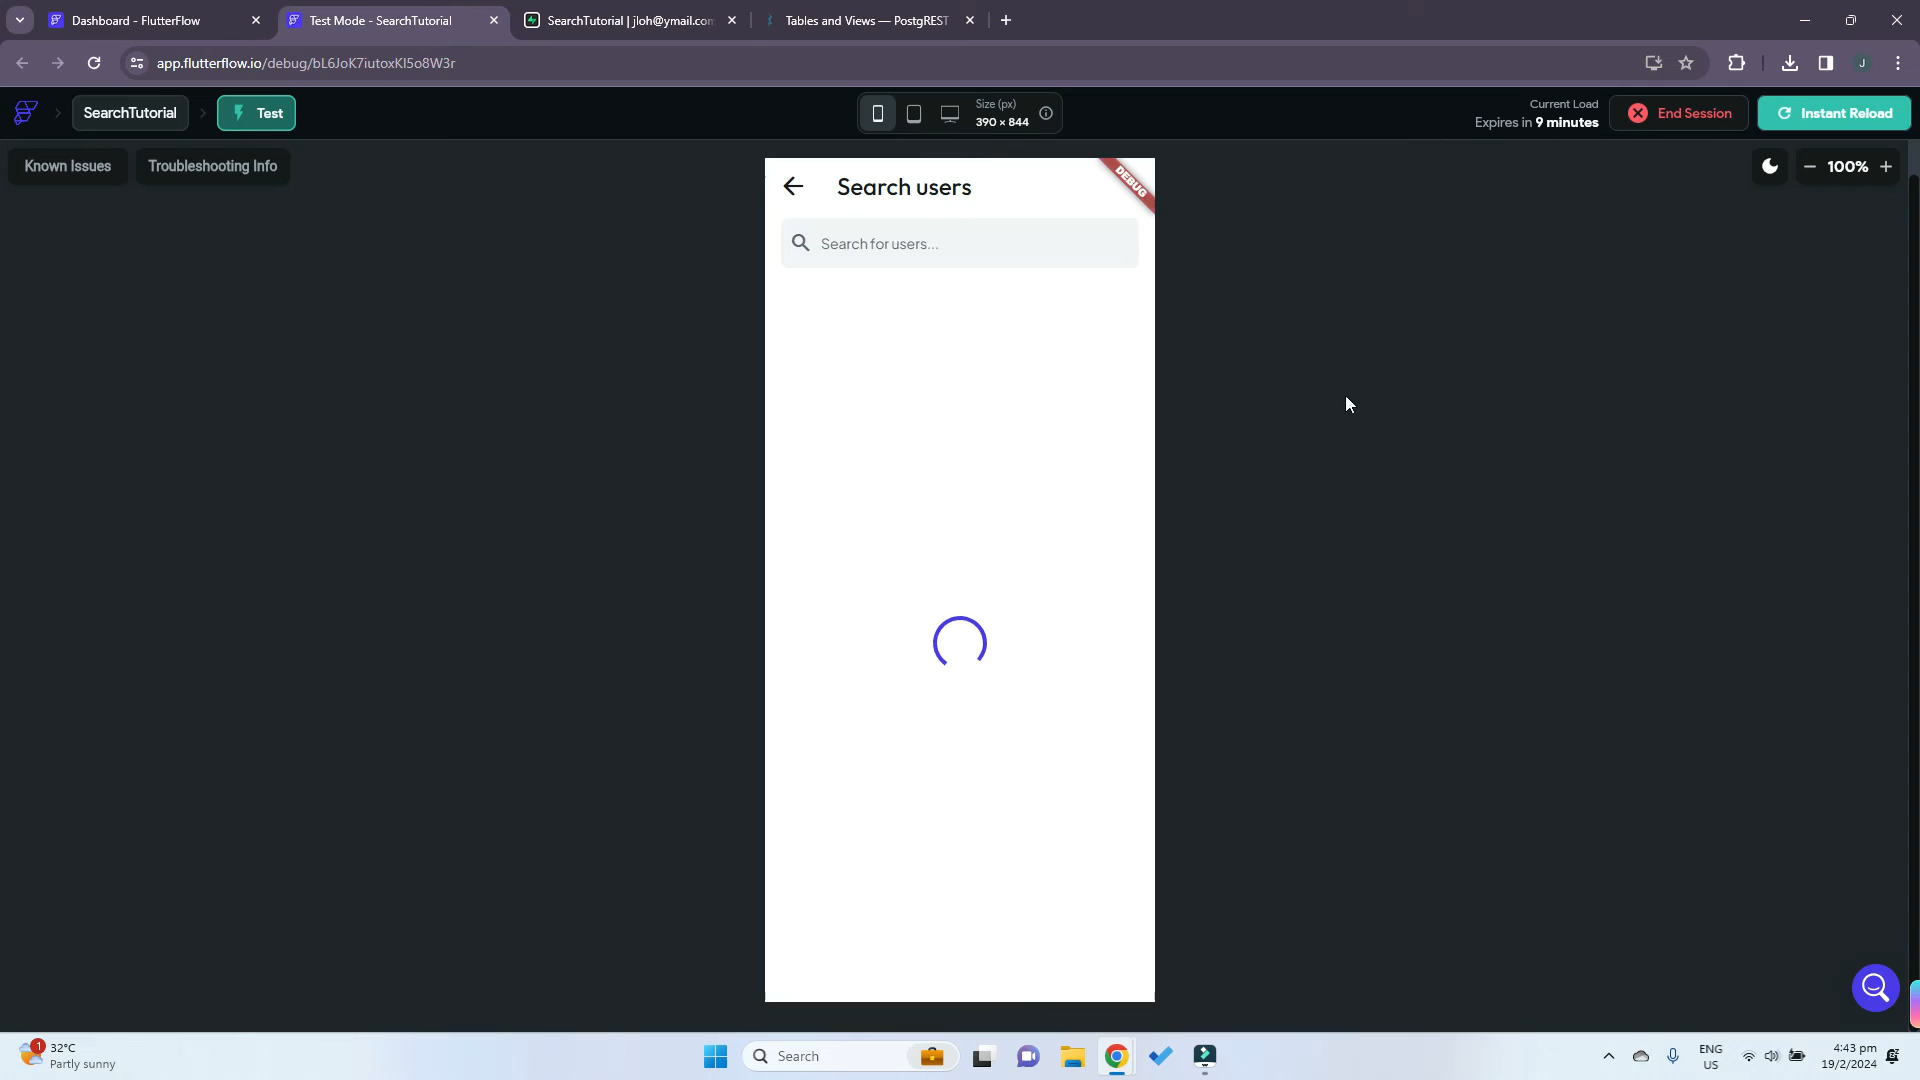 Dashboard - FlutterFlow
Test Mode - SearchTutorial
SearchTutorial | jloh@ymail.com
Tables and Views — PostgREST
app.flutterflow.io/debug/bL6JoK7iutoxKI5o8W3r
J
SearchTutorial
Test
Size (px)
390 × 844
Current Load
Expires in 9 minutes
End Session
Instant Reload
Known Issues
Troubleshooting Info
100%
Search users
DEBUG
Search for users...
1
32°C
Partly sunny
Search
ENG
US
4:43 pm
19/2/2024